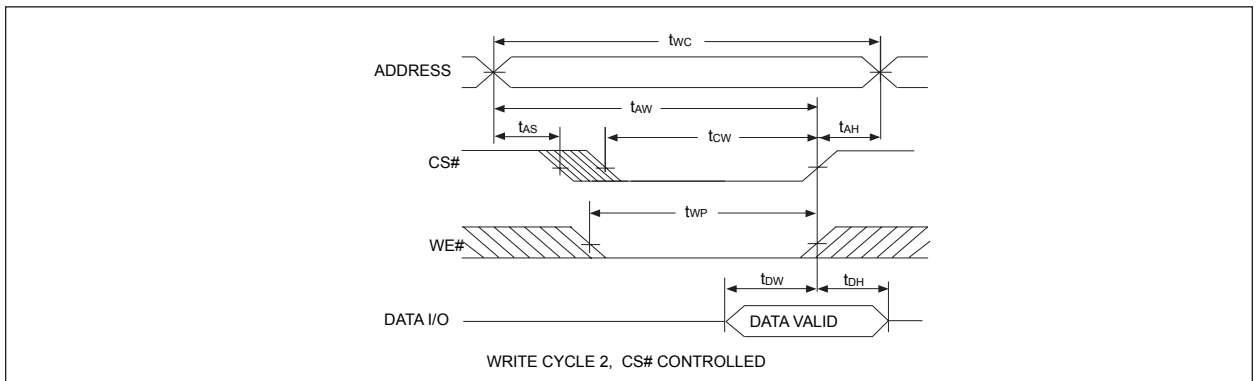 tWC
ADDRESS
tAW
tAS
tCW
tAH
CS#
tWP
WE#
tDW
tDH
DATA I/O
DATA VALID
WRITE CYCLE 2, CS# CONTROLLED